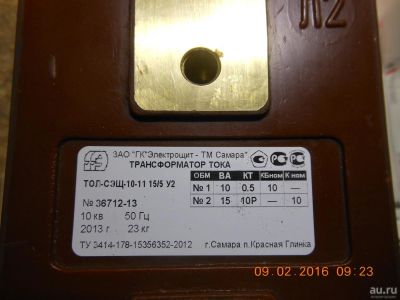 Л2
ЗАО "ГК"Электрощит - ТМ Самара"
ТРАНСФОРМАТОР ТОКА
ТОЛ-СЭЩ-10-11 15/5 У2
№ 36712-13
10 кв 50 Гц
2013 г. 23 кг
ОБМ ВА КТ КБном Кном
№ 1 10 0.5 10 —
№ 2 15 10Р — 10
ТУ 3414-178-15356352-2012 г.Самара п.Красная Глинка
09.02.2016 09:23
au.ru